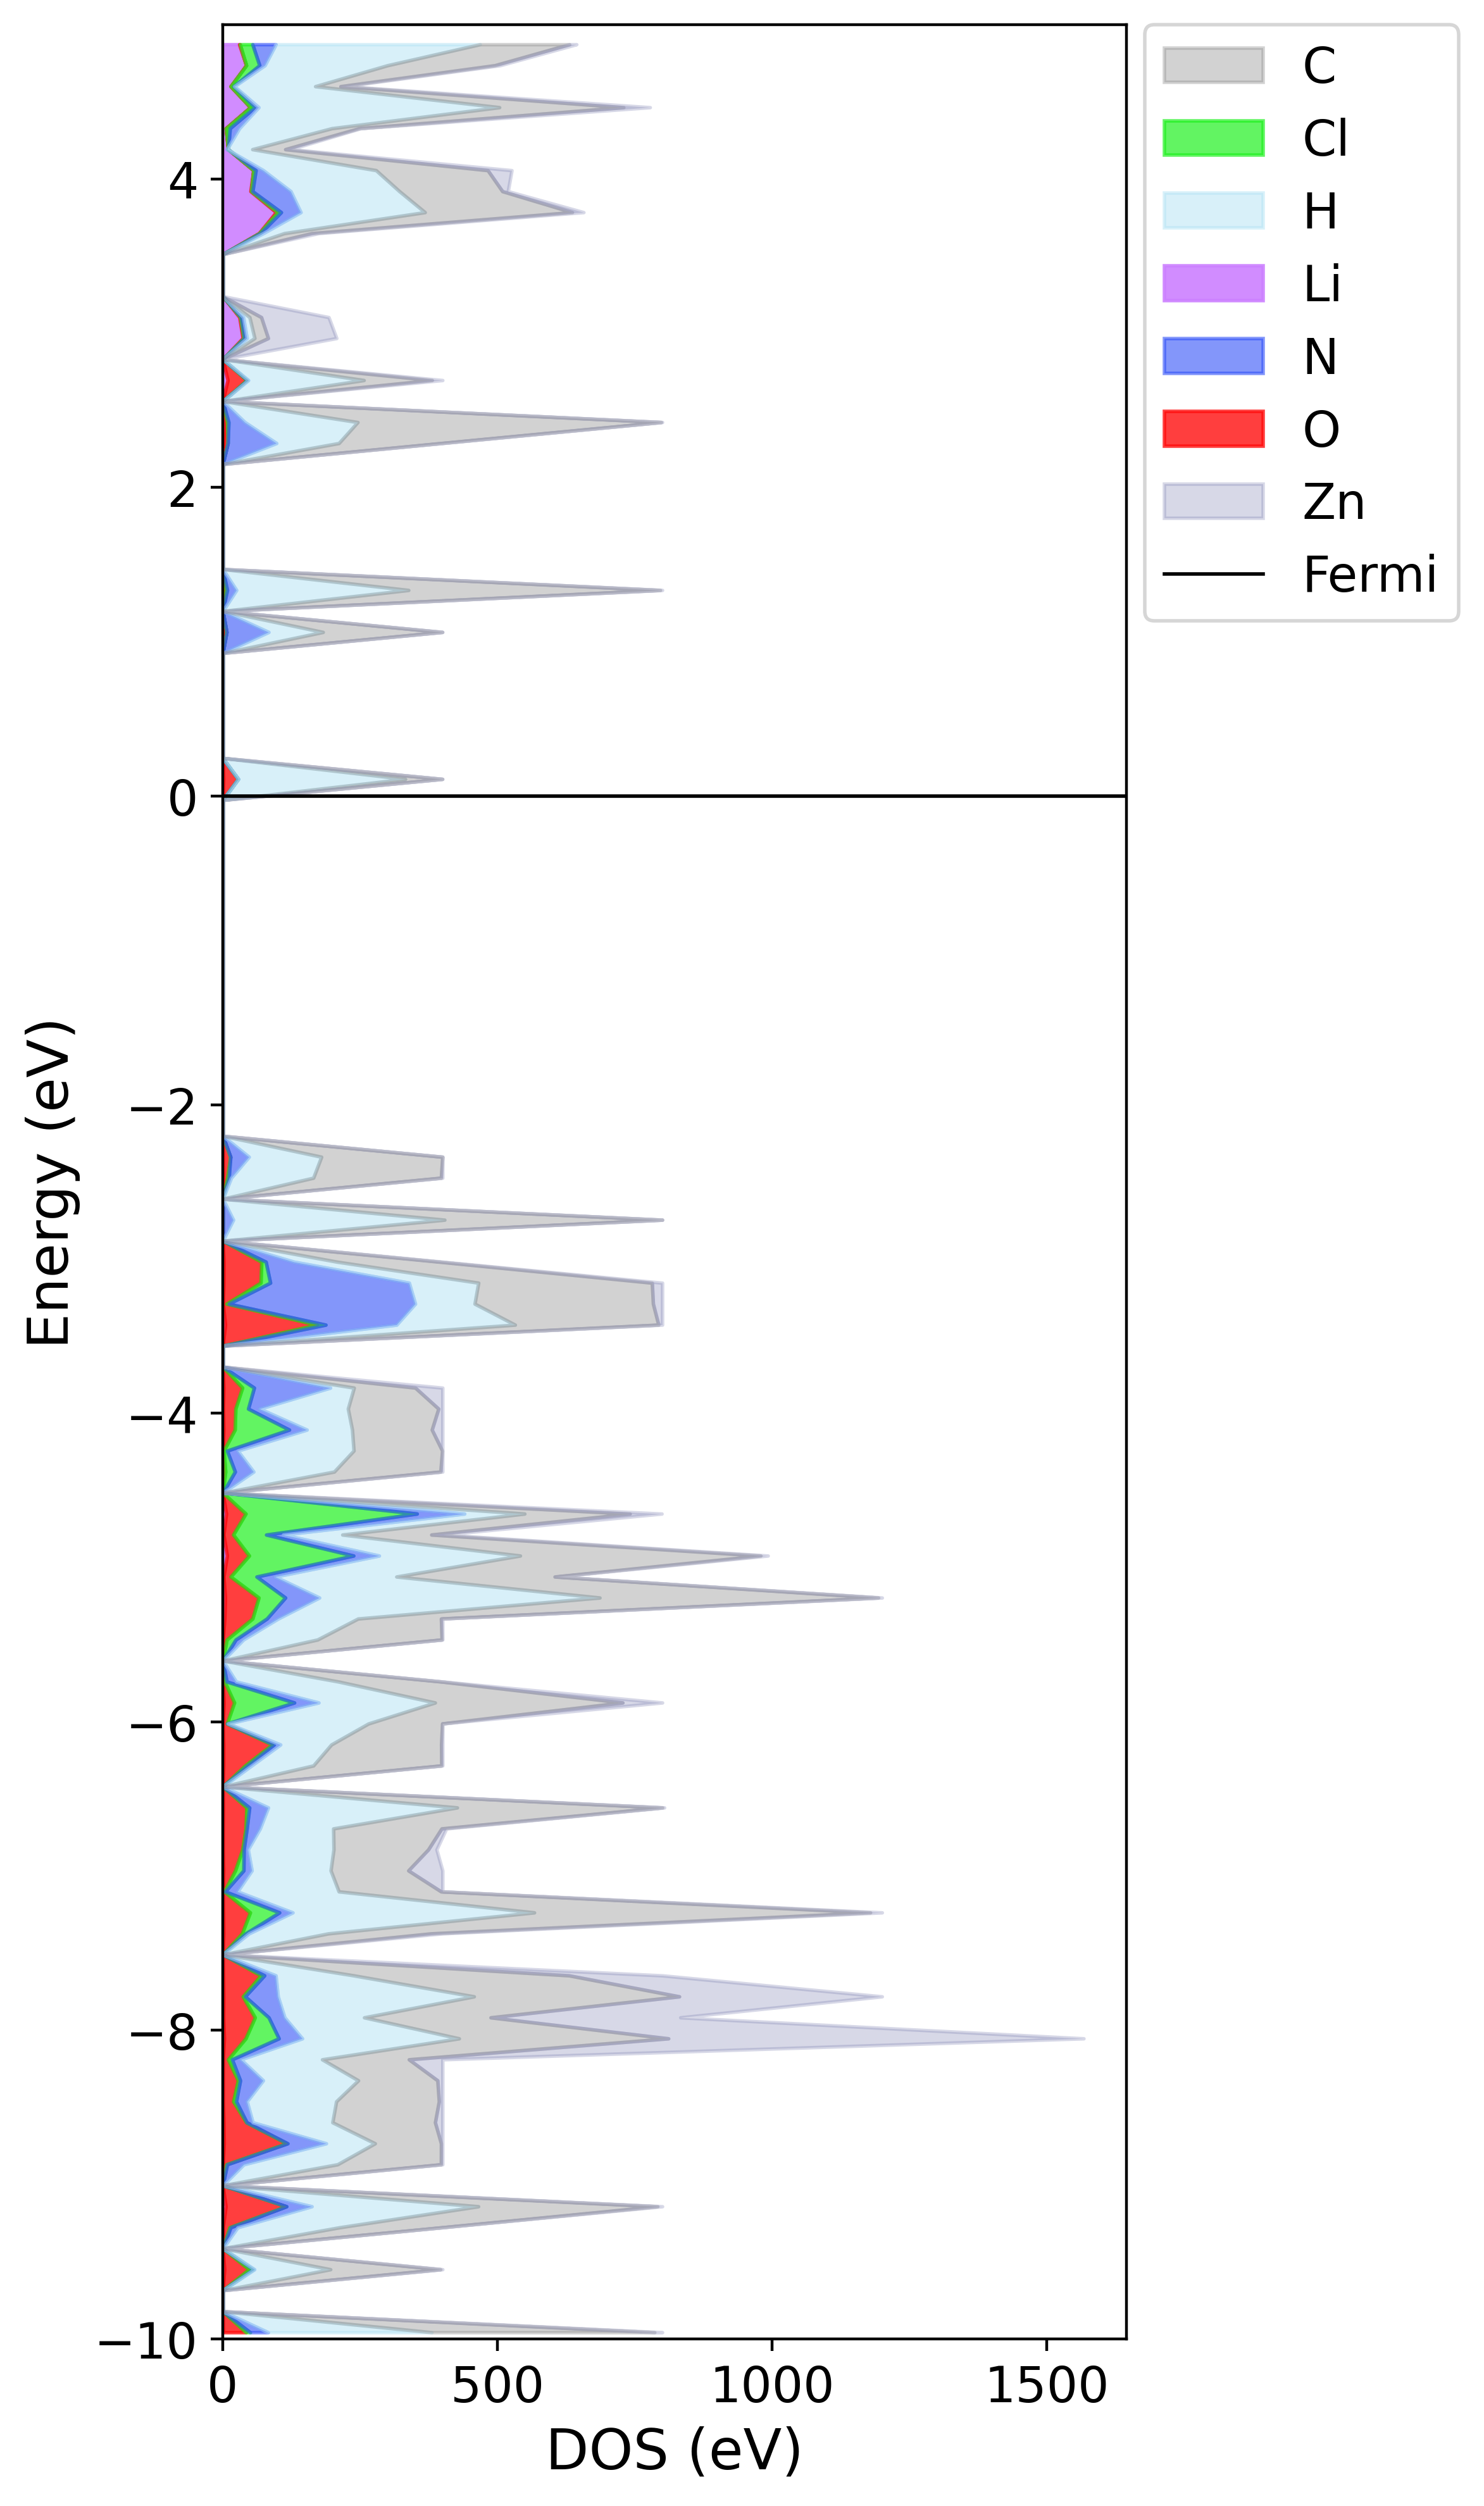 C
Cl
H
Li
N
O
Zn
Fermi
4
2
0
−2
−4
−6
−8
−10
Energy (eV)
0 500 1000 1500
DOS (eV)